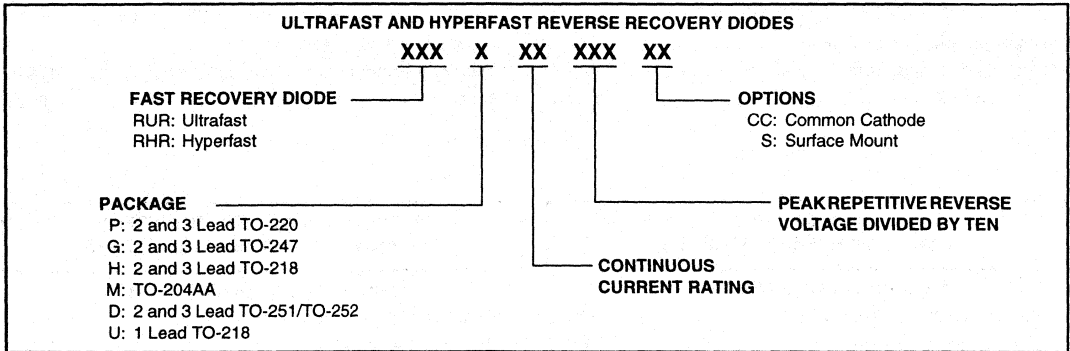 ULTRAFAST AND HYPERFAST REVERSE RECOVERY DIODES
XXX X XX XXX XX
FAST RECOVERY DIODE
RUR: Ultrafast
RHR: Hyperfast
OPTIONS
CC: Common Cathode
S: Surface Mount
PACKAGE
P: 2 and 3 Lead TO-220
G: 2 and 3 Lead TO-247
H: 2 and 3 Lead TO-218
M: TO-204AA
D: 2 and 3 Lead TO-251/TO-252
U: 1 Lead TO-218
PEAK REPETITIVE REVERSE
VOLTAGE DIVIDED BY TEN
CONTINUOUS
CURRENT RATING